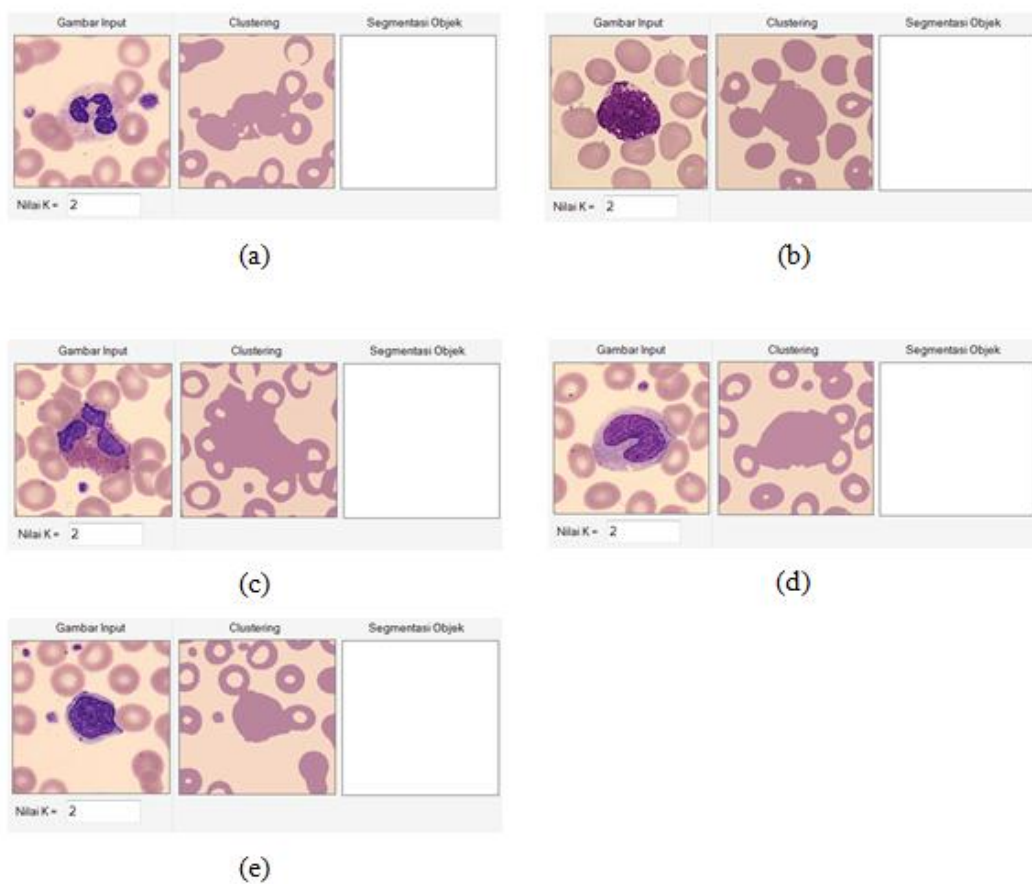 Gambar Input Clustering Segmentasi Objek
Nilai K = 2
(a)
Gambar Input Clustering Segmentasi Objek
Nilai K = 2
(b)
Gambar Input Clustering Segmentasi Objek
Nilai K = 2
(c)
Gambar Input Clustering Segmentasi Objek
Nilai K = 2
(d)
Gambar Input Clustering Segmentasi Objek
Nilai K = 2
(e)